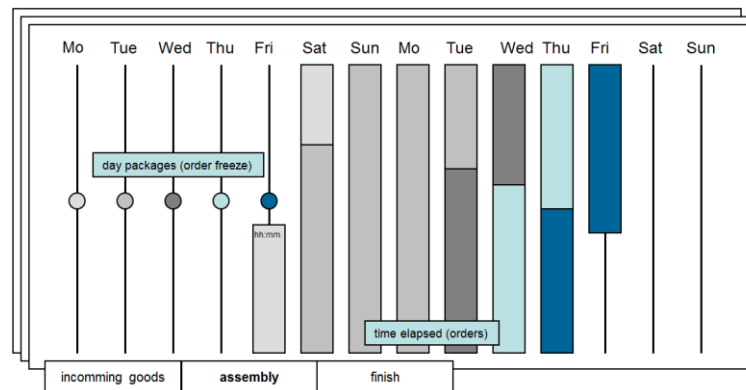 Mo Tue Wed Thu Fri Sat Sun Mo Tue Wed Thu Fri Sat Sun
day packages (order freeze)
hh:mm
time elapsed (orders)
incomming goods assembly finish